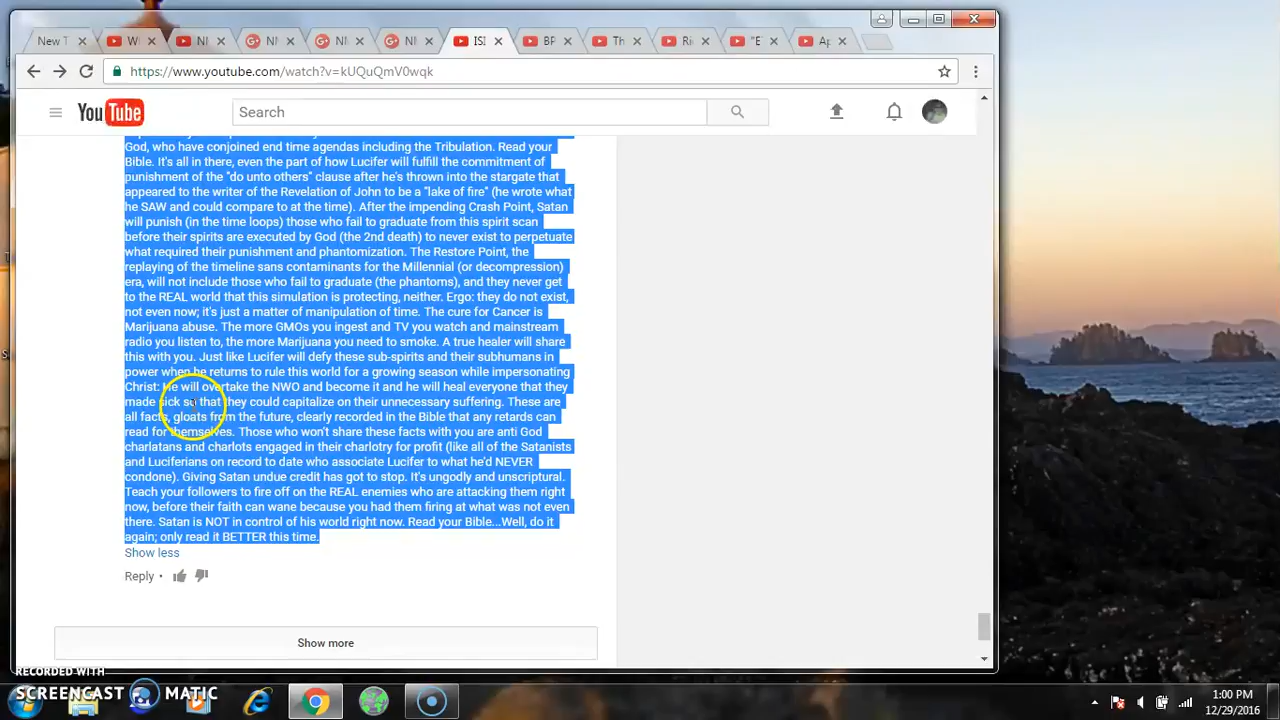 New T
WI
NI
NI
NI
NI
ISI
BP
Th
Ri
"E
Ap
https://www.youtube.com/watch?v=kUQuQmV0wqk
YouTube
Search
God, who have conjoined end time agendas including the Tribulation. Read your
Bible. It's all in there, even the part of how Lucifer will fulfill the commitment of
punishment of the "do unto others" clause after he's thrown into the stargate that
appeared to the writer of the Revelation of John to be a "lake of fire" (he wrote what
he SAW and could compare to at the time). After the impending Crash Point, Satan
will punish (in the time loops) those who fail to graduate from this spirit scan
before their spirits are executed by God (the 2nd death) to never exist to perpetuate
what required their punishment and phantomization. The Restore Point, the
replaying of the timeline sans contaminants for the Millennial (or decompression)
era, will not include those who fail to graduate (the phantoms), and they never get
to the REAL world that this simulation is protecting, neither. Ergo: they do not exist,
not even now; it's just a matter of manipulation of time. The cure for Cancer is
Marijuana abuse. The more GMOs you ingest and TV you watch and mainstream
radio you listen to, the more Marijuana you need to smoke. A true healer will share
this with you. Just like Lucifer will defy these sub-spirits and their subhumans in
power when he returns to rule this world for a growing season while impersonating
Christ: He will overtake the NWO and become it and he will heal everyone that they
made sick so that they could capitalize on their unnecessary suffering. These are
all facts, gloats from the future, clearly recorded in the Bible that any retards can
read for themselves. Those who won't share these facts with you are anti God
charlatans and charlots engaged in their charlotry for profit (like all of the Satanists
and Luciferians on record to date who associate Lucifer to what he'd NEVER
condone). Giving Satan undue credit has got to stop. It's ungodly and unscriptural.
Teach your followers to fire off on the REAL enemies who are attacking them right
now, before their faith can wane because you had them firing at what was not even
there. Satan is NOT in control of his world right now. Read your Bible...Well, do it
again; only read it BETTER this time.
Show less
Reply •
Show more
RECORDED WITH
SCREENCAST MATIC
1:00 PM
12/29/2016